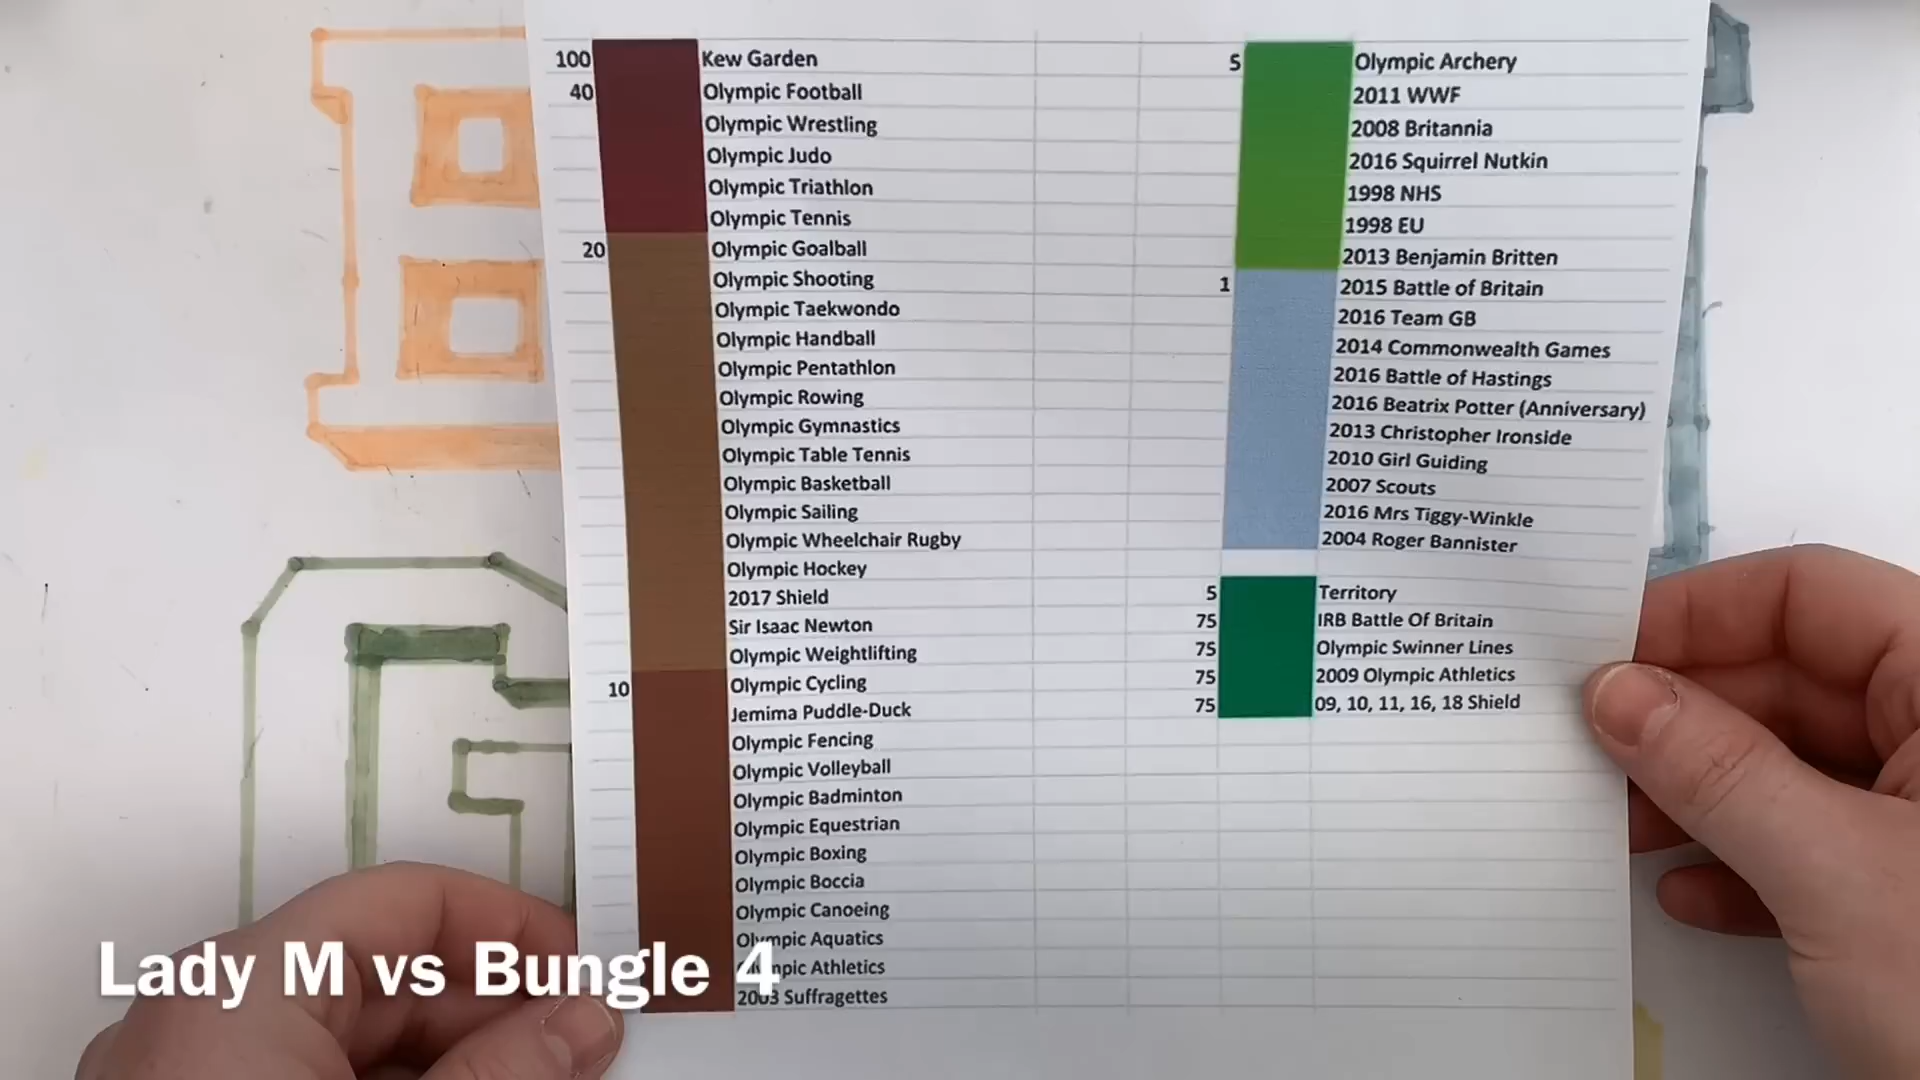 100 Kew Garden
40 Olympic Football
Olympic Wrestling
Olympic Judo
Olympic Triathlon
Olympic Tennis
20 Olympic Goalball
Olympic Shooting
Olympic Taekwondo
Olympic Handball
Olympic Pentathlon
Olympic Rowing
Olympic Gymnastics
Olympic Table Tennis
Olympic Basketball
Olympic Sailing
Olympic Wheelchair Rugby
Olympic Hockey
2017 Shield
Sir Isaac Newton
Olympic Weightlifting
10 Olympic Cycling
Jemima Puddle-Duck
Olympic Fencing
Olympic Volleyball
Olympic Badminton
Olympic Equestrian
Olympic Boxing
Olympic Boccia
Olympic Canoeing
Olympic Aquatics
Olympic Athletics
2003 Suffragettes
5 Olympic Archery
2011 WWF
2008 Britannia
2016 Squirrel Nutkin
1998 NHS
1998 EU
2013 Benjamin Britten
1 2015 Battle of Britain
2016 Team GB
2014 Commonwealth Games
2016 Battle of Hastings
2016 Beatrix Potter (Anniversary)
2013 Christopher Ironside
2010 Girl Guiding
2007 Scouts
2016 Mrs Tiggy-Winkle
2004 Roger Bannister
5 Territory
75 IRB Battle Of Britain
75 Olympic Swinner Lines
75 2009 Olympic Athletics
75 09, 10, 11, 16, 18 Shield
Lady M vs Bungle 4